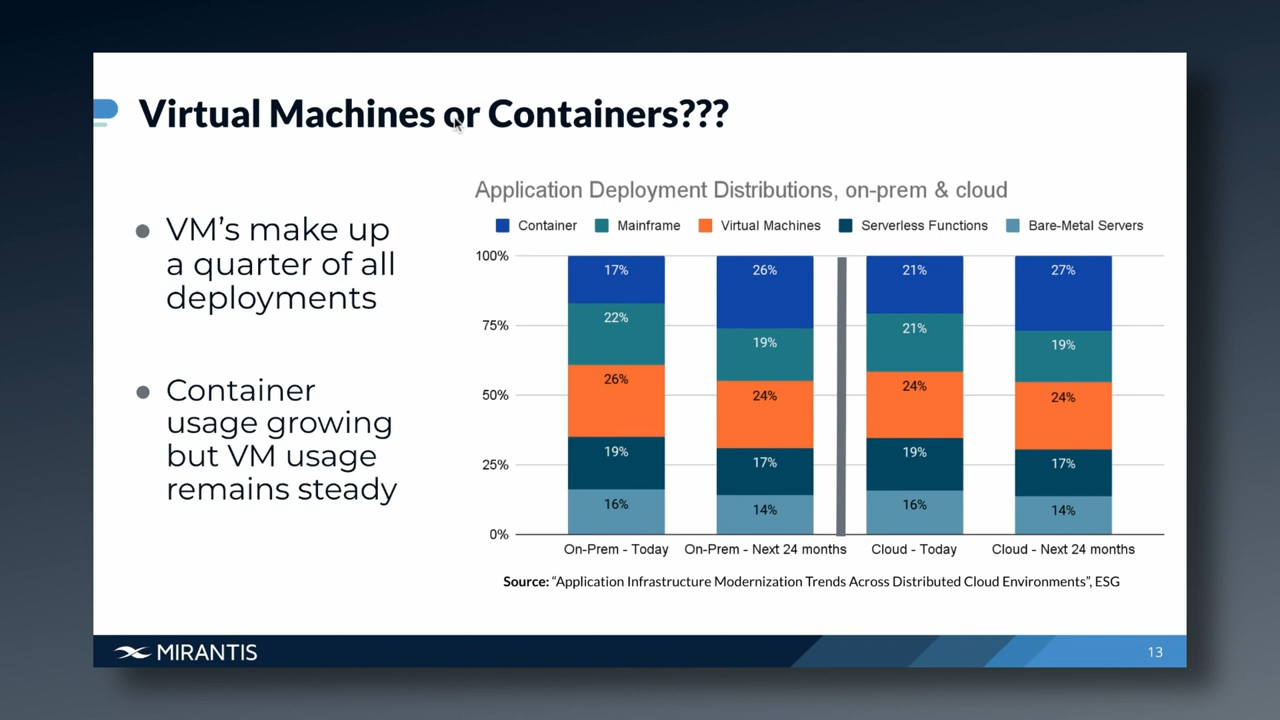 Virtual Machines or Containers???
VM’s make up
a quarter of all
deployments
Container
usage growing
but VM usage
remains steady
Application Deployment Distributions, on-prem & cloud
Container Mainframe Virtual Machines Serverless Functions Bare-Metal Servers
100%
75%
50%
25%
0%
17% 26% 21% 27%
22% 19% 21% 19%
26% 24% 24% 24%
19% 17% 19% 17%
16% 14% 16% 14%
On-Prem - Today On-Prem - Next 24 months Cloud - Today Cloud - Next 24 months
Source: “Application Infrastructure Modernization Trends Across Distributed Cloud Environments”, ESG
MIRANTIS
13